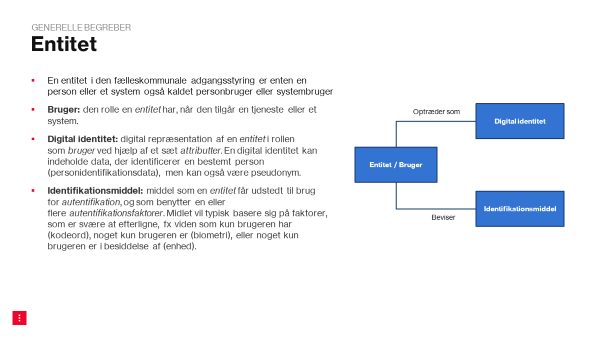 GENERELLE BEGREBER
Entitet
En entitet i den fælleskommunale adgangsstyring er enten en
person eller et system også kaldet personbruger eller systembruger
Bruger: den rolle en entitet har, når den tilgår en tjeneste eller et
system.
Digital identitet: digital repræsentation af en entitet i rollen
som bruger ved hjælp af et sæt attributter. En digital identitet kan
indeholde data, der identificerer en bestemt person
(personidentifikationsdata), men kan også være pseudonym.
Identifikationsmiddel: middel som en entitet får udstedt til brug
for autentifikation, og som benytter en eller
flere autentifikationsfaktorer. Midlet vil typisk basere sig på faktorer,
som er svære at efterligne, fx viden som kun brugeren har
(kodeord), noget kun brugeren er (biometri), eller noget kun
brugeren er i besiddelse af (enhed).
Optræder som
Digital identitet
Entitet / Bruger
Identifikationsmiddel
Beviser